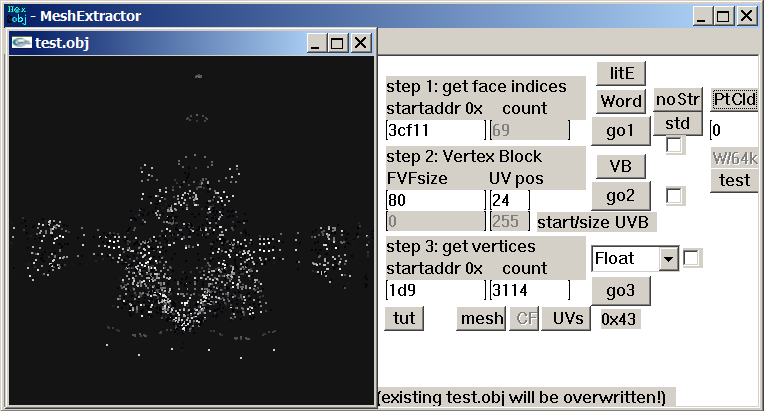 Hex
obj
- MeshExtractor
test.obj
step 1: get face indices
startaddr 0x count
3cf11 69
litE
Word
go1
noStr
std
PtCld
0
step 2: Vertex Block
FVFsize UV pos
80 24
0 255 start/size UVB
VB
go2
W/64k
test
step 3: get vertices
startaddr 0x count
1d9 3114
Float
go3
tut mesh CF UVs 0x43
(existing test.obj will be overwritten!)